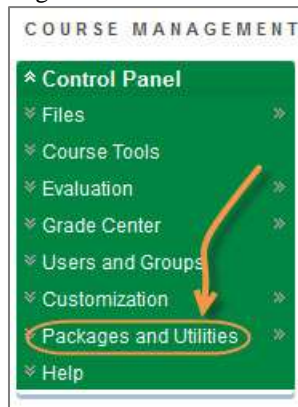 COURSE MANAGEMENT
Control Panel
Files
Course Tools
Evaluation
Grade Center
Users and Groups
Customization
Packages and Utilities
Help